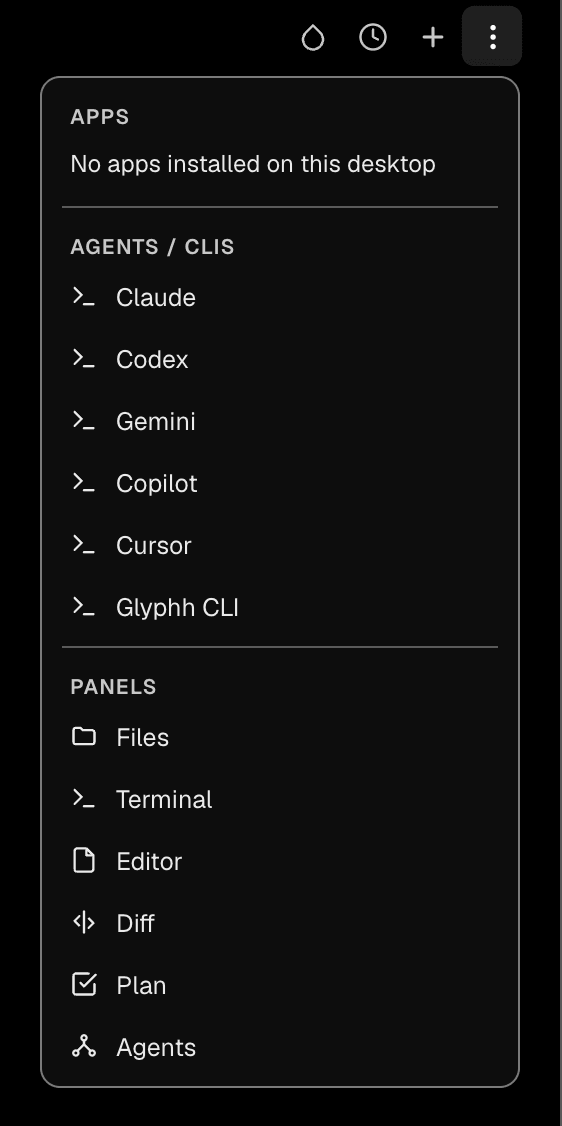 APPS
No apps installed on this desktop
AGENTS / CLIS
Claude
Codex
Gemini
Copilot
Cursor
Glyphh CLI
PANELS
Files
Terminal
Editor
Diff
Plan
Agents